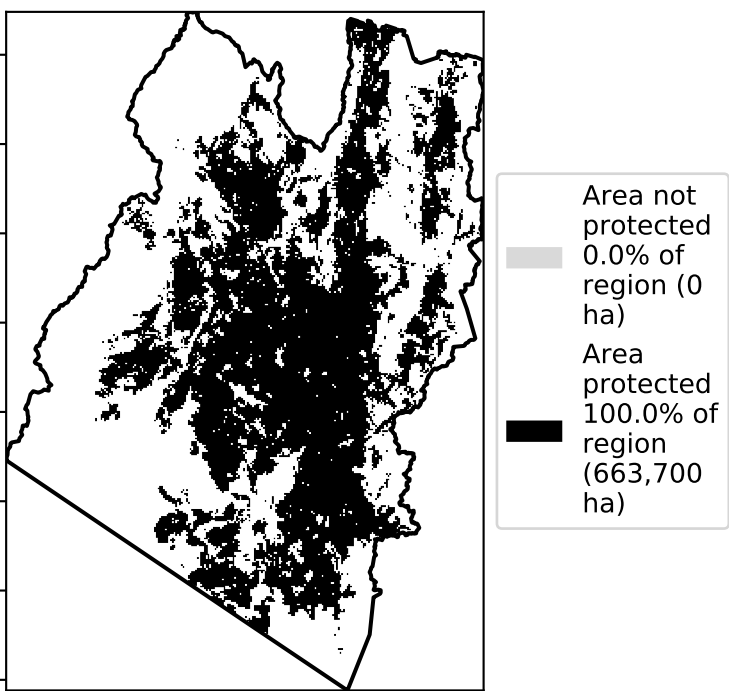 Area not
protected
0.0% of
region (0
ha)
Area
protected
100.0% of
region
(663,700
ha)